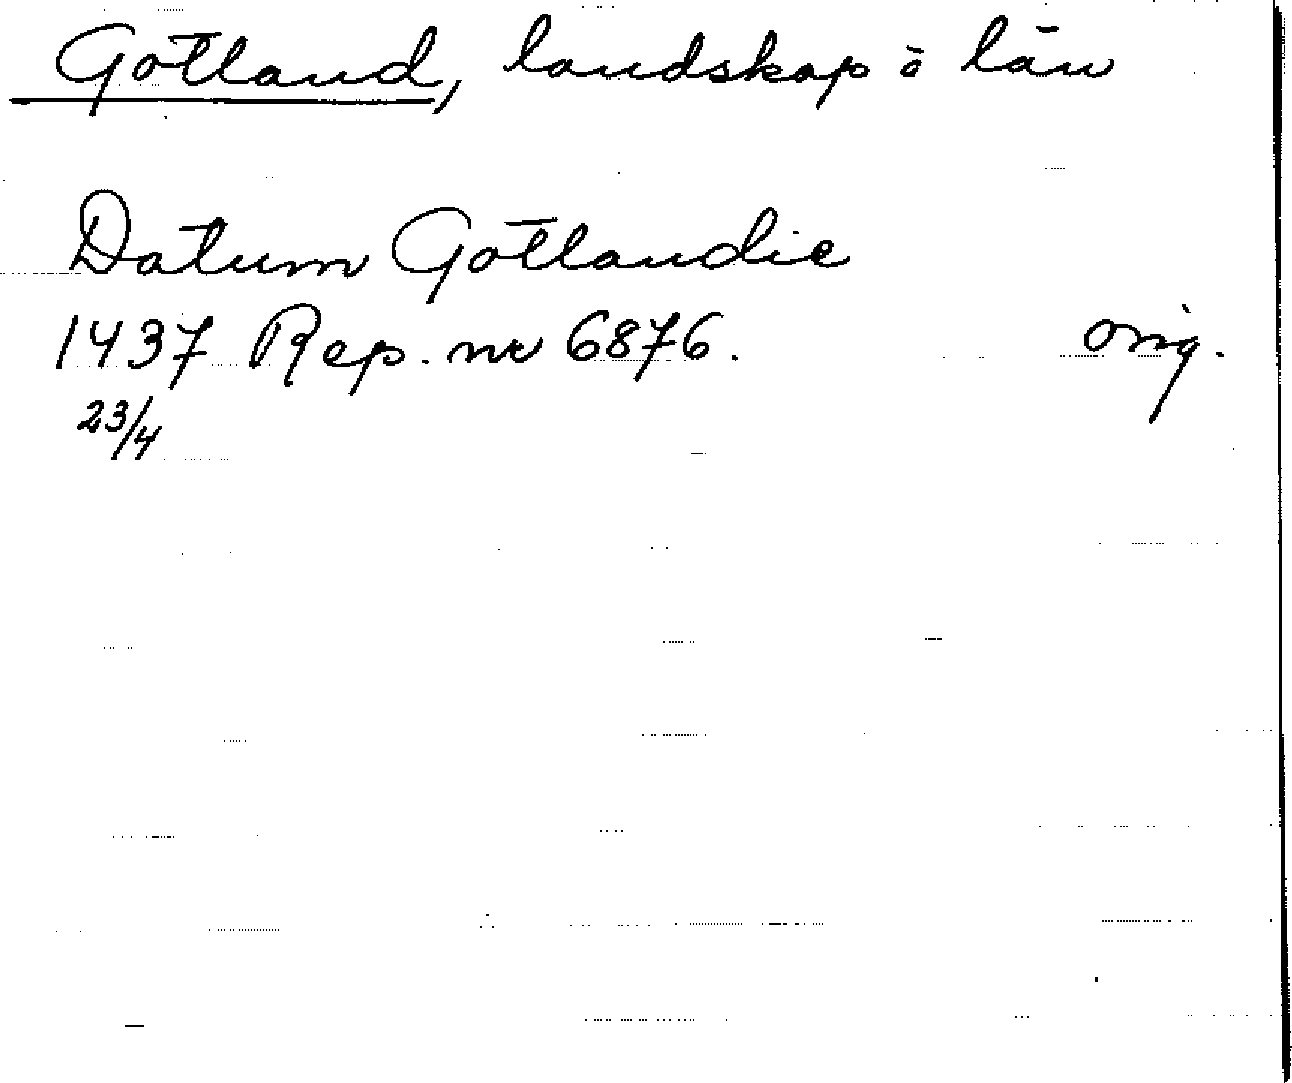 Gotland, landskap o län
Datum Gotlandie
1437 Rep. nr 6876. orig.
23/4